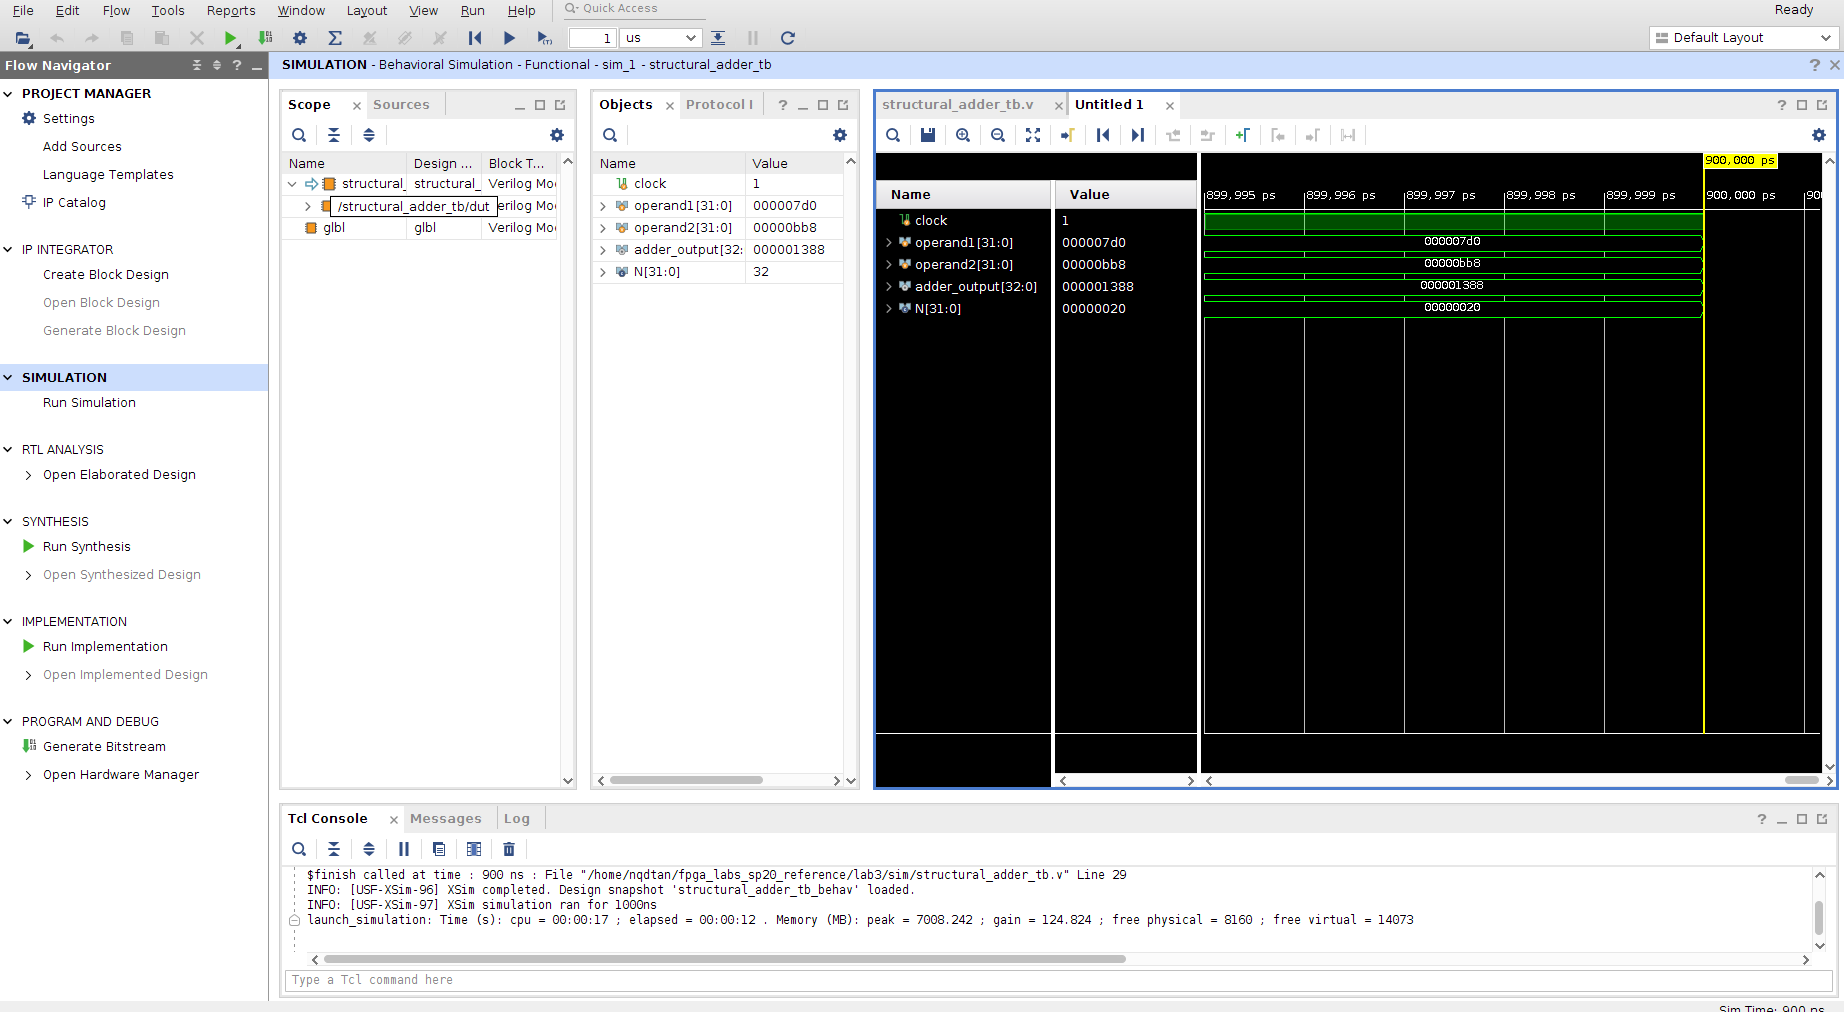 File Edit Flow Tools Reports Window Layout View Run Help Quick Access Ready
1 us Default Layout
Flow Navigator
SIMULATION - Behavioral Simulation - Functional - sim_1 - structural_adder_tb
PROJECT MANAGER
Settings
Add Sources
Language Templates
IP Catalog
IP INTEGRATOR
Create Block Design
Open Block Design
Generate Block Design
SIMULATION
Run Simulation
RTL ANALYSIS
Open Elaborated Design
SYNTHESIS
Run Synthesis
Open Synthesized Design
IMPLEMENTATION
Run Implementation
Open Implemented Design
PROGRAM AND DEBUG
Generate Bitstream
Open Hardware Manager
Scope Sources
Name Design ... Block T...
structural_ structural_ Verilog Mo
/structural_adder_tb/dut erilog Mo
glbl glbl Verilog Mo
Objects Protocol I
Name Value
clock 1
operand1[31:0] 000007d0
operand2[31:0] 00000bb8
adder_output[32: 000001388
N[31:0] 32
structural_adder_tb.v Untitled 1
900,000 ps
Name Value
899,995 ps 899,996 ps 899,997 ps 899,998 ps 899,999 ps 900,000 ps 90
clock 1
operand1[31:0] 000007d0 000007d0
operand2[31:0] 00000bb8 00000bb8
adder_output[32:0] 000001388 000001388
N[31:0] 00000020 00000020
Tcl Console Messages Log
$finish called at time : 900 ns : File "/home/nqdtan/fpga_labs_sp20_reference/lab3/sim/structural_adder_tb.v" Line 29
INFO: [USF-XSim-96] XSim completed. Design snapshot 'structural_adder_tb_behav' loaded.
INFO: [USF-XSim-97] XSim simulation ran for 1000ns
launch_simulation: Time (s): cpu = 00:00:17 ; elapsed = 00:00:12 . Memory (MB): peak = 7008.242 ; gain = 124.824 ; free physical = 8160 ; free virtual = 14073
Type a Tcl command here
Sim Time: 900 ns